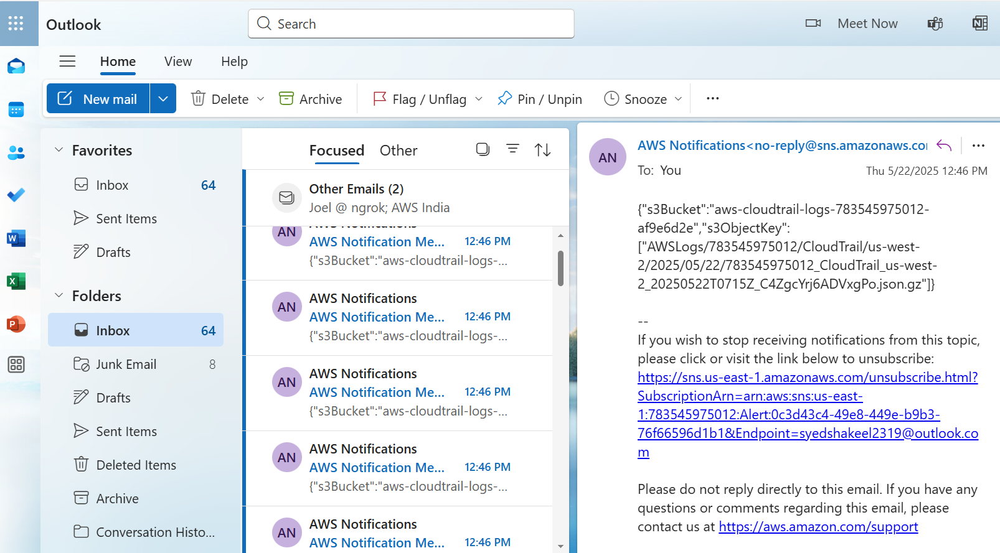 Outlook
Search
Meet Now
Home
View
Help
New mail
Delete
Archive
Flag / Unflag
Pin / Unpin
Snooze
Favorites
Inbox 64
Sent Items
Drafts
Folders
Inbox 64
Junk Email 8
Drafts
Sent Items
Deleted Items
Archive
Conversation Histo...
Focused
Other
Other Emails (2)
Joel @ ngrok; AWS India
AN
AWS Notification Me... 12:46 PM
{"s3Bucket":"aws-cloudtrail-logs-...
AN
AWS Notifications
AWS Notification Me... 12:46 PM
{"s3Bucket":"aws-cloudtrail-logs-...
AN
AWS Notifications
AWS Notification Me... 12:46 PM
{"s3Bucket":"aws-cloudtrail-logs-...
AN
AWS Notifications
AWS Notification Me... 12:46 PM
{"s3Bucket":"aws-cloudtrail-logs-...
AN
AWS Notifications
AWS Notification Me... 12:46 PM
AN
AWS Notifications<no-reply@sns.amazonaws.co
To: You
Thu 5/22/2025 12:46 PM
{"s3Bucket":"aws-cloudtrail-logs-783545975012-
af9e6d2e","s3ObjectKey":
["AWSLogs/783545975012/CloudTrail/us-west-
2/2025/05/22/783545975012_CloudTrail_us-west-
2_20250522T0715Z_C4ZgcYrj6ADVxgPo.json.gz"]}
--
If you wish to stop receiving notifications from this topic,
please click or visit the link below to unsubscribe:
https://sns.us-east-1.amazonaws.com/unsubscribe.html?
SubscriptionArn=arn:aws:sns:us-east-
1:783545975012:Alert:0c3d43c4-49e8-449e-b9b3-
76f66596d1b1&Endpoint=syedshakeel2319@outlook.co
m
Please do not reply directly to this email. If you have any
questions or comments regarding this email, please
contact us at https://aws.amazon.com/support